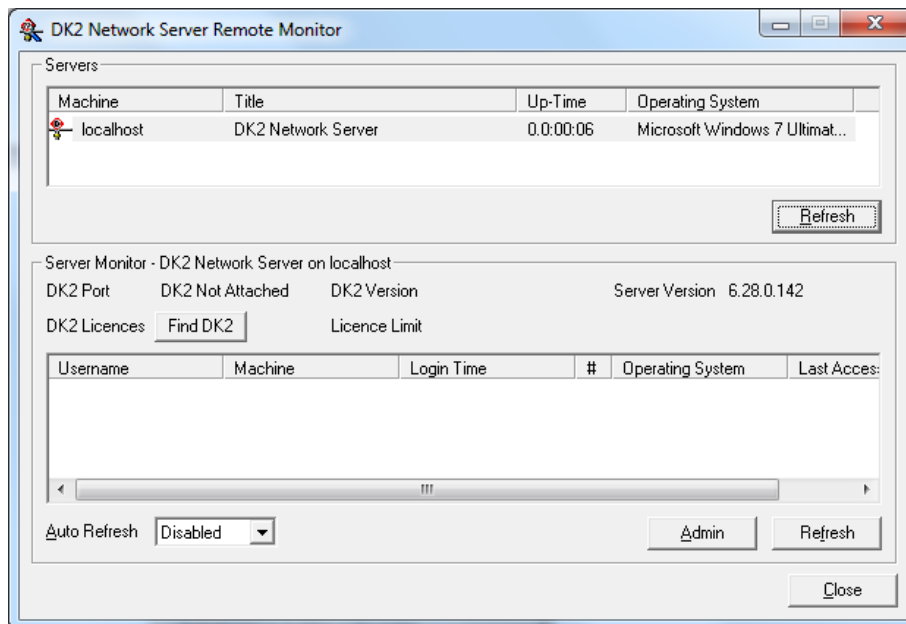 DK2 Network Server Remote Monitor
Servers
Machine Title Up-Time Operating System
localhost DK2 Network Server 0.0:00:06 Microsoft Windows 7 Ultimat...
Refresh
Server Monitor - DK2 Network Server on localhost
DK2 Port DK2 Not Attached DK2 Version Server Version 6.28.0.142
DK2 Licences Find DK2 Licence Limit
Username Machine Login Time # Operating System Last Acces
Auto Refresh Disabled Admin Refresh
Close